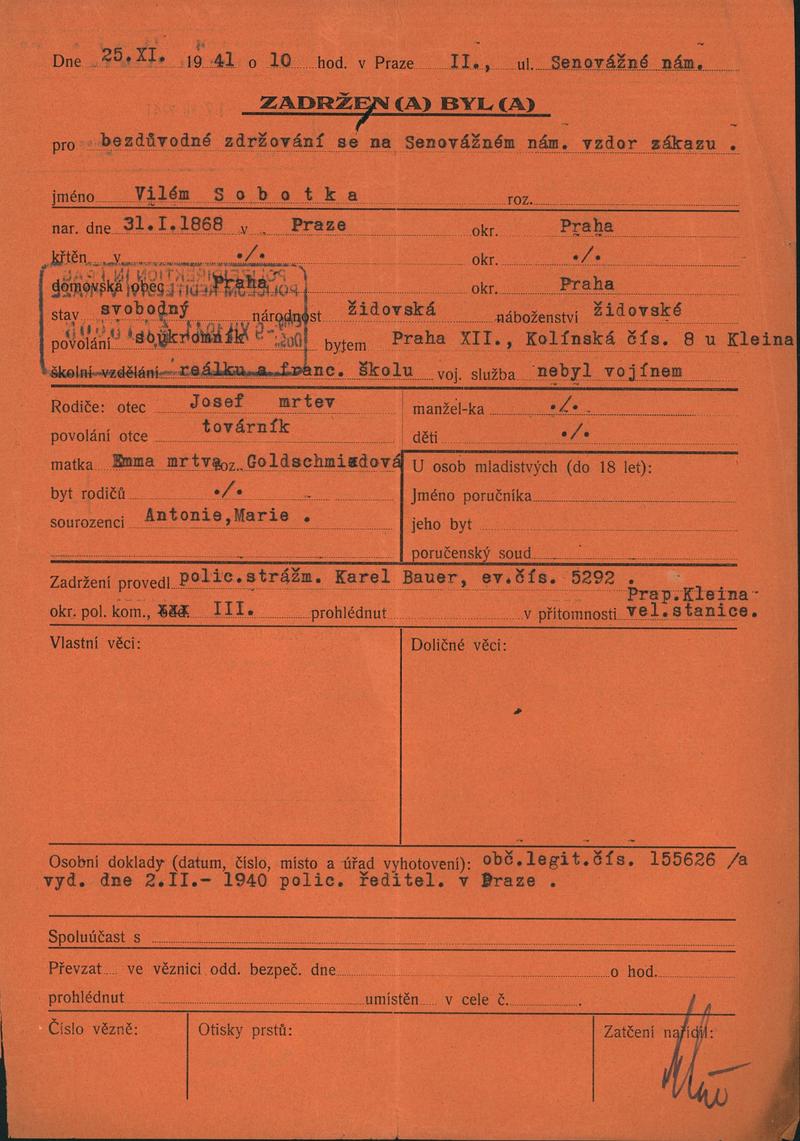 Dne 25.XI. 1941 o 10 hod. v Praze II., ul. Senovážné nám.
ZADRŽEN(A) BYL(A)
pro bezdůvodné zdržování se na Senovážném nám. vzdor zákazu .
jméno Vilém S o b o t k a roz.
nar. dne 31.I.1868 v Praze okr. Praha
křtěn v ./. okr. ./.
domovská obec Praha okr. Praha
stav svobodný národnost židovská náboženství židovské
povolání soukromník bytem Praha XII., Kolínská čís. 8 u Kleina
školní vzdělání reálku a franc. školu voj. služba nebyl vojínem
Rodiče: otec Josef mrtev manžel-ka ./.
povolání otce továrník děti ./.
matka Emma mrtva roz. Goldschmiedová U osob mladistvých (do 18 let):
byt rodičů ./. Jméno poručníka
sourozenci Antonie,Marie . jeho byt
poručenský soud
Zadržení provedl polic.strážm. Karel Bauer, ev.čís. 5292 .
Prap.Kleina-
okr. pol. kom., III. prohlédnut v přítomnosti vel.stanice.
Vlastní věci: Doličné věci:
Osobní doklady (datum, číslo, místo a úřad vyhotovení): obč.legit.čís. 155626 /a
vyd. dne 2.II.- 1940 polic. ředitel. v Praze .
Spoluúčast s
Převzat ve věznici odd. bezpeč. dne o hod.
prohlédnut umístěn v cele č. .
Číslo vězně: Otisky prstů: Zatčení nařídil: